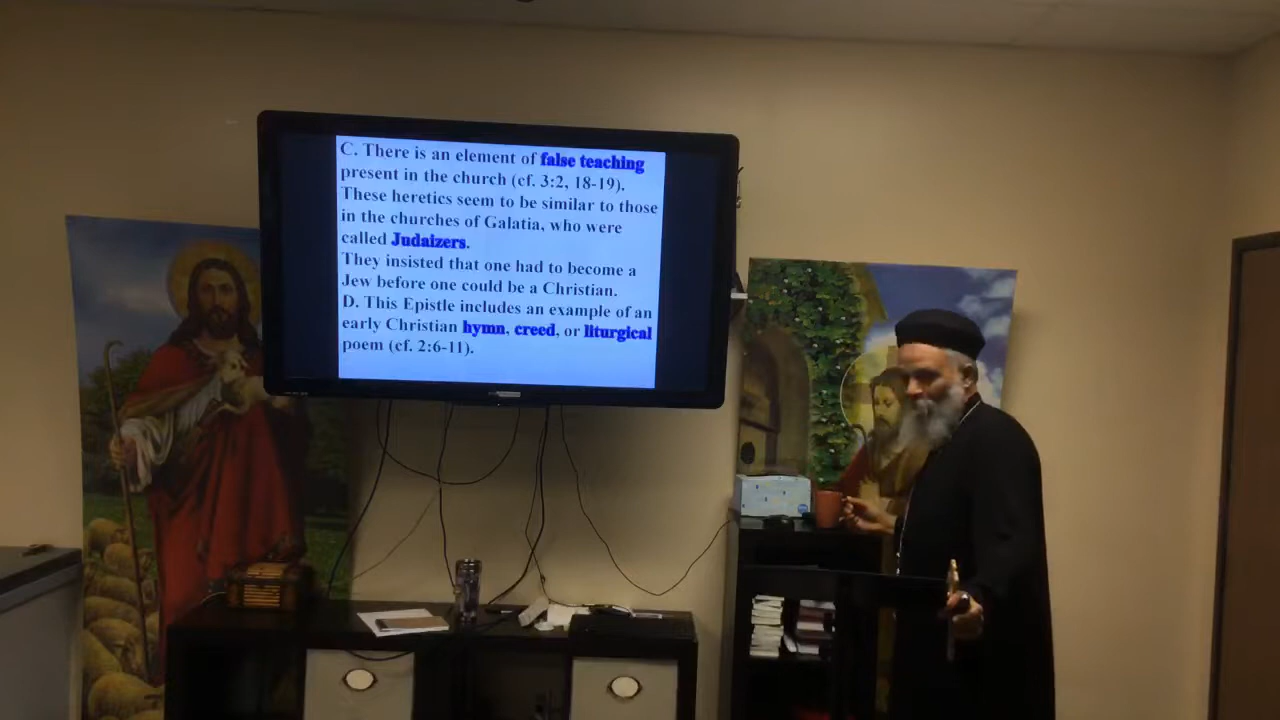 C. There is an element of false teaching
present in the church (cf. 3:2, 18-19).
These heretics seem to be similar to those
in the churches of Galatia, who were
called Judaizers.
They insisted that one had to become a
Jew before one could be a Christian.
D. This Epistle includes an example of an
early Christian hymn, creed, or liturgical
poem (cf. 2:6-11).